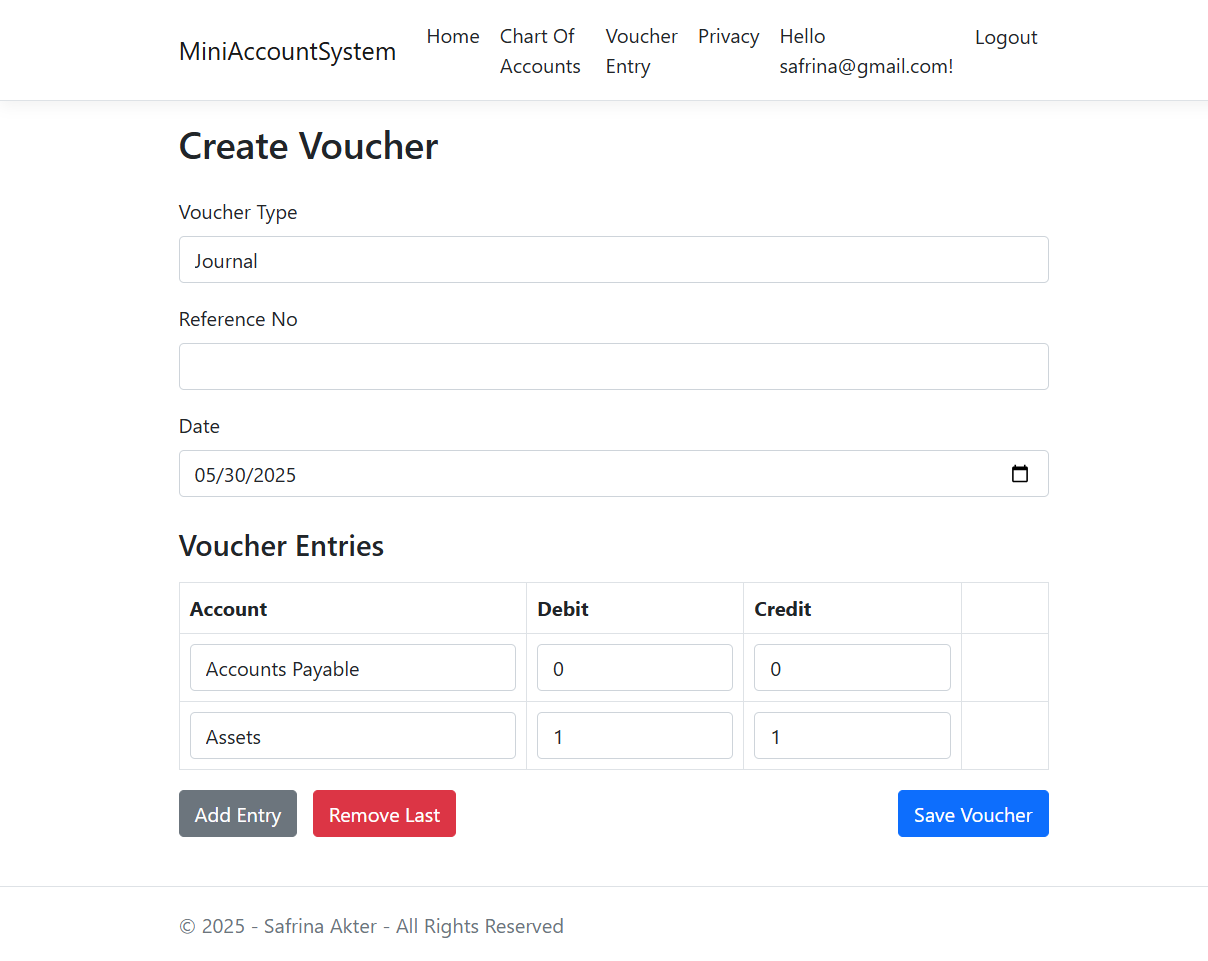 MiniAccountSystem
Home
Chart Of
Accounts
Voucher
Entry
Privacy
Hello
safrina@gmail.com!
Logout
Create Voucher
Voucher Type
Journal
Reference No
Date
05/30/2025
Voucher Entries
Account Debit Credit
Accounts Payable 0 0
Assets 1 1
Add Entry Remove Last Save Voucher
© 2025 - Safrina Akter - All Rights Reserved